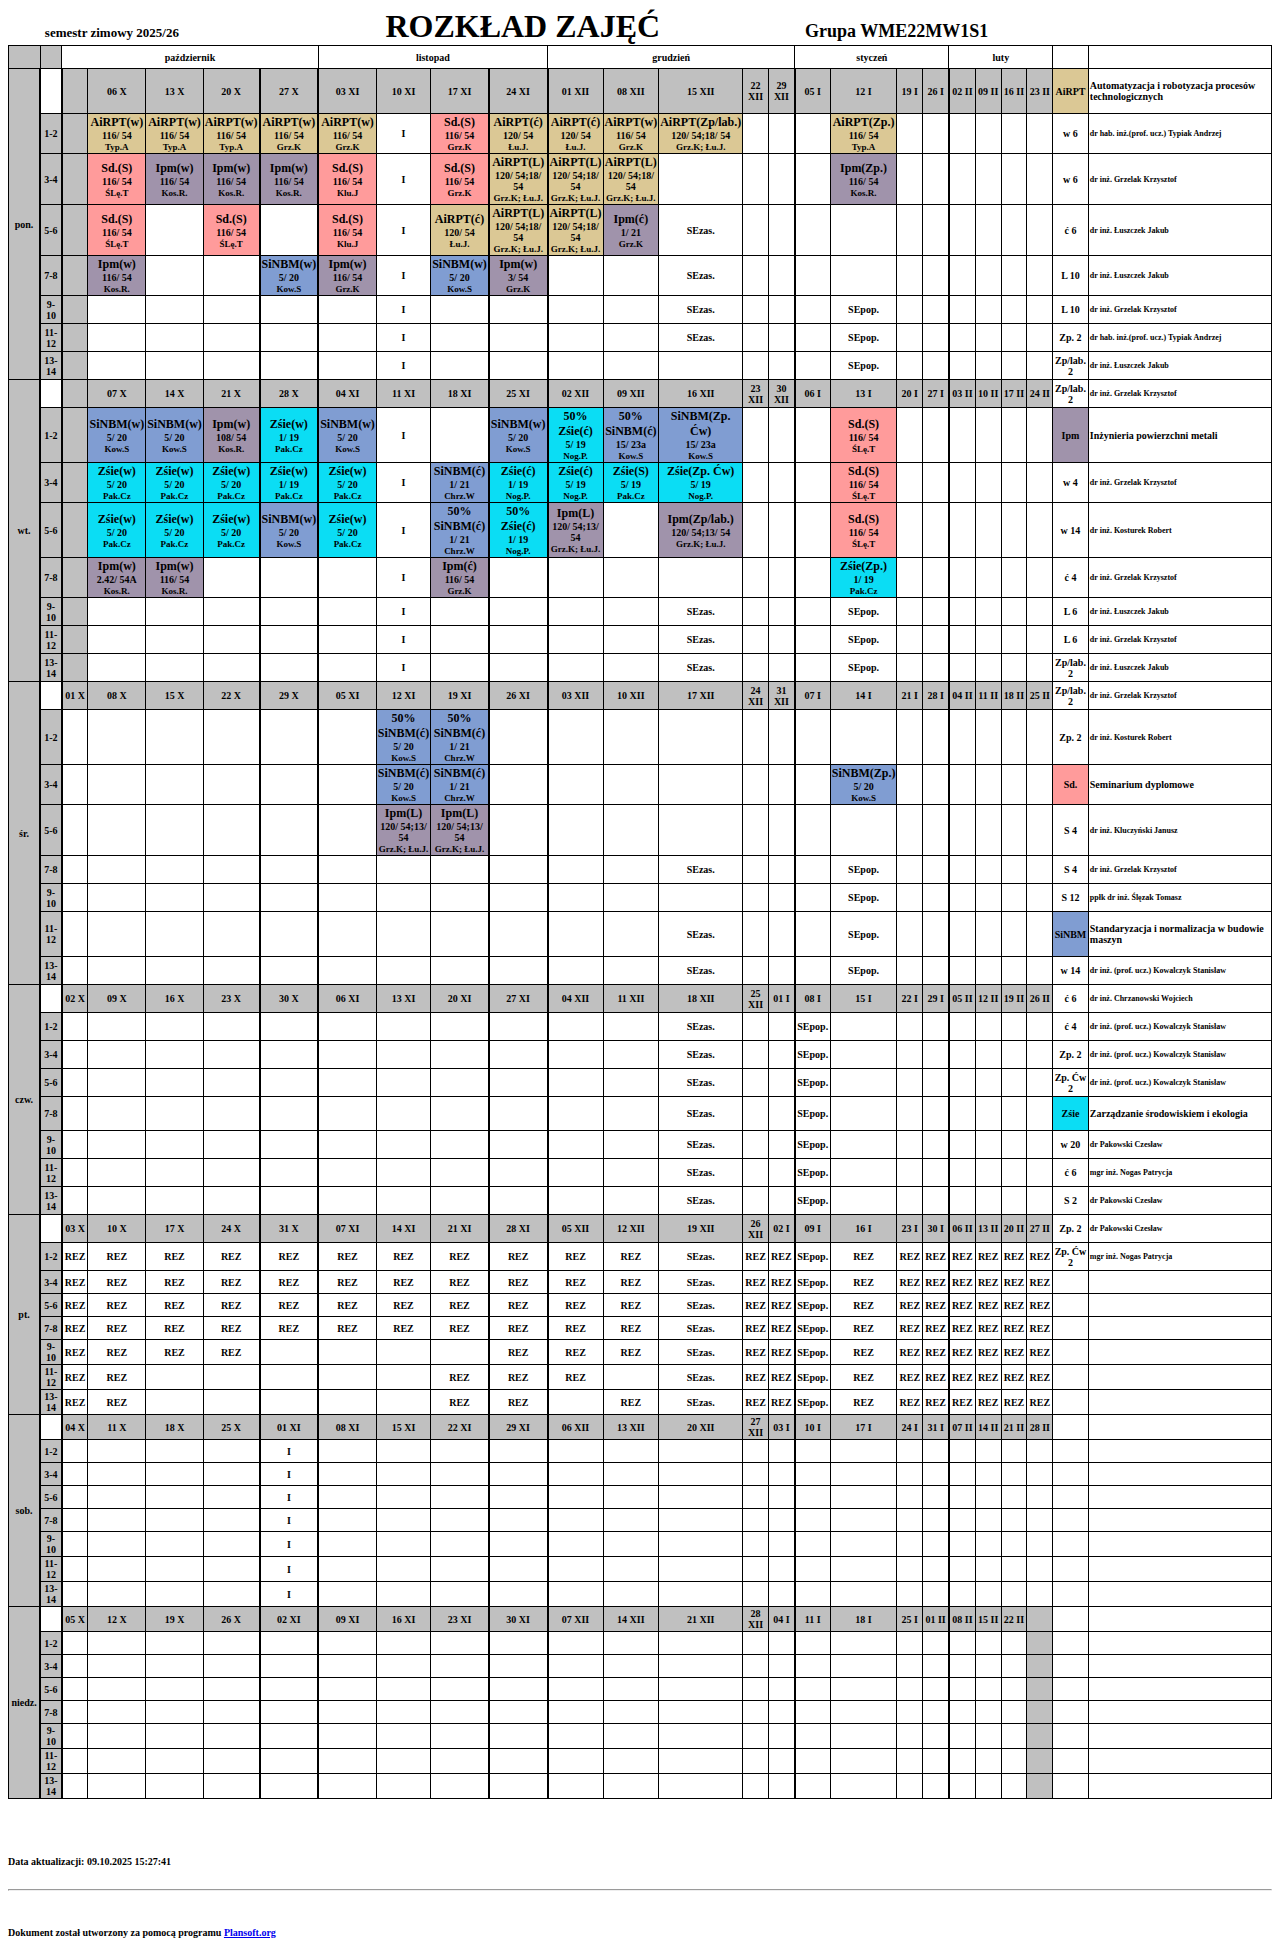 semestr zimowy 2025/26 ROZKŁAD ZAJĘĆ Grupa WME22MW1S1
październik listopad grudzień styczeń luty
pon.
06 X 13 X 20 X 27 X 03 XI 10 XI 17 XI 24 XI 01 XII 08 XII 15 XII 22 XII 29 XII 05 I 12 I 19 I 26 I 02 II 09 II 16 II 23 II AiRPT Automatyzacja i robotyzacja procesów technologicznych
1-2 AiRPT(w) AiRPT(w) AiRPT(w) AiRPT(w) AiRPT(w) I Sd.(S) AiRPT(ć) AiRPT(ć) AiRPT(w) AiRPT(Zp/lab.) AiRPT(Zp.) w 6 dr hab. inż.(prof. ucz.) Typiak Andrzej
116/ 54 116/ 54 116/ 54 116/ 54 116/ 54 116/ 54 120/ 54 120/ 54 116/ 54 120/ 54;18/ 54 116/ 54
Typ.A Typ.A Typ.A Grz.K Grz.K Grz.K Łu.J. Łu.J. Grz.K Grz.K; Łu.J. Typ.A
3-4 Sd.(S) Ipm(w) Ipm(w) Ipm(w) Sd.(S) I Sd.(S) AiRPT(L) AiRPT(L) AiRPT(L) Ipm(Zp.) w 6 dr inż. Grzelak Krzysztof
116/ 54 116/ 54 116/ 54 116/ 54 116/ 54 116/ 54 120/ 54;18/ 54 120/ 54;18/ 54 120/ 54;18/ 54 116/ 54
ŚLę.T Kos.R. Kos.R. Kos.R. Klu.J Grz.K Grz.K; Łu.J. Grz.K; Łu.J. Grz.K; Łu.J. Kos.R.
5-6 Sd.(S) Sd.(S) Sd.(S) I AiRPT(ć) AiRPT(L) AiRPT(L) Ipm(ć) SEzas. ć 6 dr inż. Łuszczek Jakub
116/ 54 116/ 54 116/ 54 120/ 54 120/ 54;18/ 54 120/ 54;18/ 54 1/ 21
ŚLę.T ŚLę.T Klu.J Łu.J. Grz.K; Łu.J. Grz.K; Łu.J. Grz.K
7-8 Ipm(w) SiNBM(w) Ipm(w) I SiNBM(w) Ipm(w) SEzas. L 10 dr inż. Łuszczek Jakub
116/ 54 5/ 20 116/ 54 5/ 20 3/ 54
Kos.R. Kow.S Grz.K Kow.S Grz.K
9-10 I SEzas. SEpop. L 10 dr inż. Grzelak Krzysztof
11-12 I SEzas. SEpop. Zp. 2 dr hab. inż.(prof. ucz.) Typiak Andrzej
13-14 I SEpop. Zp/lab. 2 dr inż. Łuszczek Jakub
wt.
07 X 14 X 21 X 28 X 04 XI 11 XI 18 XI 25 XI 02 XII 09 XII 16 XII 23 XII 30 XII 06 I 13 I 20 I 27 I 03 II 10 II 17 II 24 II Zp/lab. 2 dr inż. Grzelak Krzysztof
1-2 SiNBM(w) SiNBM(w) Ipm(w) Zśie(w) SiNBM(w) I SiNBM(w) 50% Zśie(ć) 50% SiNBM(ć) SiNBM(Zp. Ćw) Sd.(S) Ipm Inżynieria powierzchni metali
5/ 20 5/ 20 108/ 54 1/ 19 5/ 20 5/ 20 5/ 19 15/ 23a 15/ 23a 116/ 54
Kow.S Kow.S Kos.R. Pak.Cz Kow.S Kow.S Nog.P. Kow.S Kow.S ŚLę.T
3-4 Zśie(w) Zśie(w) Zśie(w) Zśie(w) Zśie(w) I SiNBM(ć) Zśie(ć) Zśie(ć) Zśie(S) Zśie(Zp. Ćw) Sd.(S) w 4 dr inż. Grzelak Krzysztof
5/ 20 5/ 20 5/ 20 1/ 19 5/ 20 1/ 21 1/ 19 5/ 19 5/ 19 5/ 19 116/ 54
Pak.Cz Pak.Cz Pak.Cz Pak.Cz Pak.Cz Chrz.W Nog.P. Nog.P. Pak.Cz Nog.P. ŚLę.T
5-6 Zśie(w) Zśie(w) Zśie(w) SiNBM(w) Zśie(w) I 50% SiNBM(ć) 50% Zśie(ć) Ipm(L) Ipm(Zp/lab.) Sd.(S) w 14 dr inż. Kosturek Robert
5/ 20 5/ 20 5/ 20 5/ 20 5/ 20 1/ 21 1/ 19 120/ 54;13/ 54 120/ 54;13/ 54 116/ 54
Pak.Cz Pak.Cz Pak.Cz Kow.S Pak.Cz Chrz.W Nog.P. Grz.K; Łu.J. Grz.K; Łu.J. ŚLę.T
7-8 Ipm(w) Ipm(w) I Ipm(ć) Zśie(Zp.) ć 4 dr inż. Grzelak Krzysztof
2.42/ 54A 116/ 54 116/ 54 1/ 19
Kos.R. Kos.R. Grz.K Pak.Cz
9-10 I SEzas. SEpop. L 6 dr inż. Łuszczek Jakub
11-12 I SEzas. SEpop. L 6 dr inż. Grzelak Krzysztof
13-14 I SEzas. SEpop. Zp/lab. 2 dr inż. Łuszczek Jakub
śr.
01 X 08 X 15 X 22 X 29 X 05 XI 12 XI 19 XI 26 XI 03 XII 10 XII 17 XII 24 XII 31 XII 07 I 14 I 21 I 28 I 04 II 11 II 18 II 25 II Zp/lab. 2 dr inż. Grzelak Krzysztof
1-2 50% SiNBM(ć) 50% SiNBM(ć) Zp. 2 dr inż. Kosturek Robert
5/ 20 1/ 21
Kow.S Chrz.W
3-4 SiNBM(ć) SiNBM(ć) SiNBM(Zp.) Sd. Seminarium dyplomowe
5/ 20 1/ 21 5/ 20
Kow.S Chrz.W Kow.S
5-6 Ipm(L) Ipm(L) S 4 dr inż. Kluczyński Janusz
120/ 54;13/ 54 120/ 54;13/ 54
Grz.K; Łu.J. Grz.K; Łu.J.
7-8 SEzas. SEpop. S 4 dr inż. Grzelak Krzysztof
9-10 SEpop. S 12 ppłk dr inż. Ślęzak Tomasz
11-12 SEzas. SEpop. SiNBM Standaryzacja i normalizacja w budowie maszyn
13-14 SEzas. SEpop. w 14 dr inż. (prof. ucz.) Kowalczyk Stanisław
czw.
02 X 09 X 16 X 23 X 30 X 06 XI 13 XI 20 XI 27 XI 04 XII 11 XII 18 XII 25 XII 01 I 08 I 15 I 22 I 29 I 05 II 12 II 19 II 26 II ć 6 dr inż. Chrzanowski Wojciech
1-2 SEzas. SEpop. ć 4 dr inż. (prof. ucz.) Kowalczyk Stanisław
3-4 SEzas. SEpop. Zp. 2 dr inż. (prof. ucz.) Kowalczyk Stanisław
5-6 SEzas. SEpop. Zp. Ćw 2 dr inż. (prof. ucz.) Kowalczyk Stanisław
7-8 SEzas. SEpop. Zśie Zarządzanie środowiskiem i ekologia
9-10 SEzas. SEpop. w 20 dr Pakowski Czesław
11-12 SEzas. SEpop. ć 6 mgr inż. Nogas Patrycja
13-14 SEzas. SEpop. S 2 dr Pakowski Czesław
pt.
03 X 10 X 17 X 24 X 31 X 07 XI 14 XI 21 XI 28 XI 05 XII 12 XII 19 XII 26 XII 02 I 09 I 16 I 23 I 30 I 06 II 13 II 20 II 27 II Zp. 2 dr Pakowski Czesław
1-2 REZ REZ REZ REZ REZ REZ REZ REZ REZ REZ REZ SEzas. REZ REZ SEpop. REZ REZ REZ REZ REZ REZ REZ Zp. Ćw 2 mgr inż. Nogas Patrycja
3-4 REZ REZ REZ REZ REZ REZ REZ REZ REZ REZ REZ SEzas. REZ REZ SEpop. REZ REZ REZ REZ REZ REZ REZ
5-6 REZ REZ REZ REZ REZ REZ REZ REZ REZ REZ REZ SEzas. REZ REZ SEpop. REZ REZ REZ REZ REZ REZ REZ
7-8 REZ REZ REZ REZ REZ REZ REZ REZ REZ REZ REZ SEzas. REZ REZ SEpop. REZ REZ REZ REZ REZ REZ REZ
9-10 REZ REZ REZ REZ REZ REZ REZ SEzas. REZ REZ SEpop. REZ REZ REZ REZ REZ REZ REZ
11-12 REZ REZ REZ REZ REZ SEzas. REZ REZ SEpop. REZ REZ REZ REZ REZ REZ REZ
13-14 REZ REZ REZ REZ REZ SEzas. REZ REZ SEpop. REZ REZ REZ REZ REZ REZ REZ
sob.
04 X 11 X 18 X 25 X 01 XI 08 XI 15 XI 22 XI 29 XI 06 XII 13 XII 20 XII 27 XII 03 I 10 I 17 I 24 I 31 I 07 II 14 II 21 II 28 II
1-2 I
3-4 I
5-6 I
7-8 I
9-10 I
11-12 I
13-14 I
niedz.
05 X 12 X 19 X 26 X 02 XI 09 XI 16 XI 23 XI 30 XI 07 XII 14 XII 21 XII 28 XII 04 I 11 I 18 I 25 I 01 II 08 II 15 II 22 II
1-2
3-4
5-6
7-8
9-10
11-12
13-14
Data aktualizacji: 09.10.2025 15:27:41
Dokument został utworzony za pomocą programu Plansoft.org